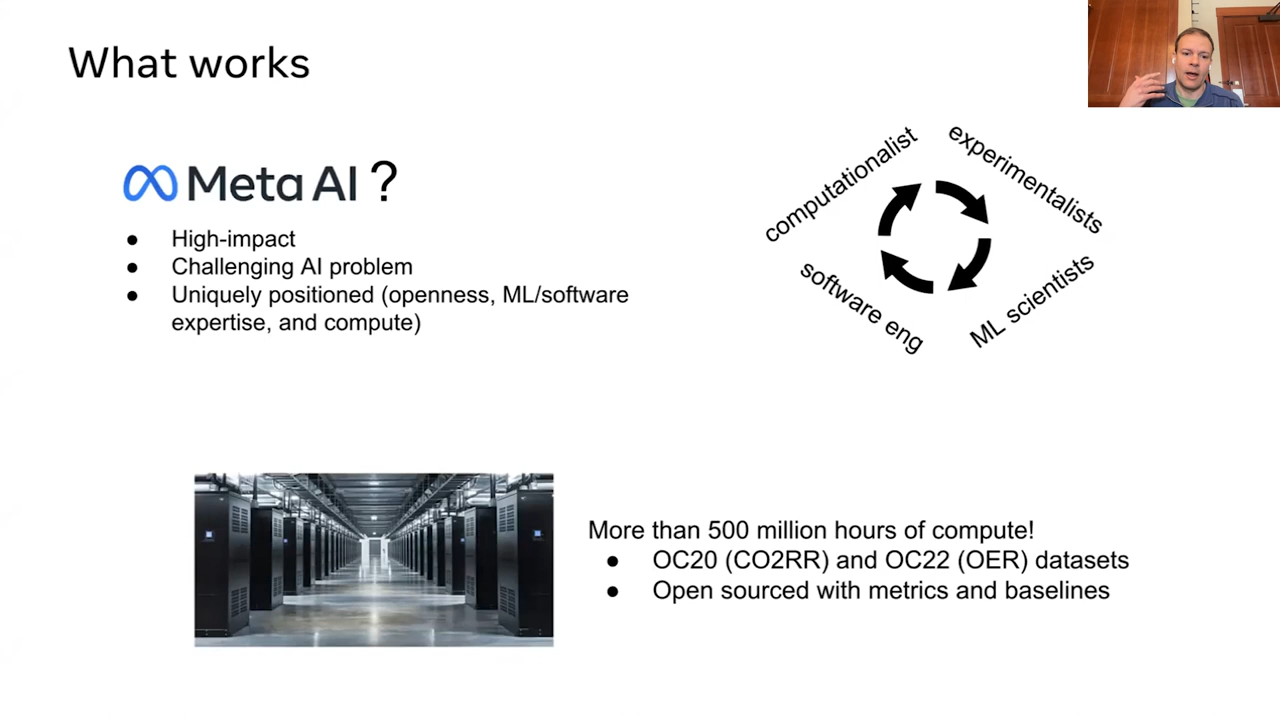 What works
Meta AI ?
● High-impact
● Challenging AI problem
● Uniquely positioned (openness, ML/software
expertise, and compute)
computationalist
experimentalists
software eng
ML scientists
More than 500 million hours of compute!
● OC20 (CO2RR) and OC22 (OER) datasets
● Open sourced with metrics and baselines